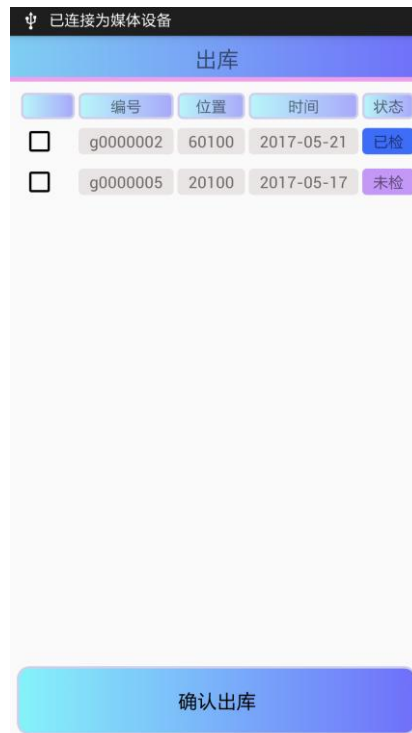 已连接为媒体设备
出库
编号 位置 时间 状态
g0000002 60100 2017-05-21 已检
g0000005 20100 2017-05-17 未检
确认出库